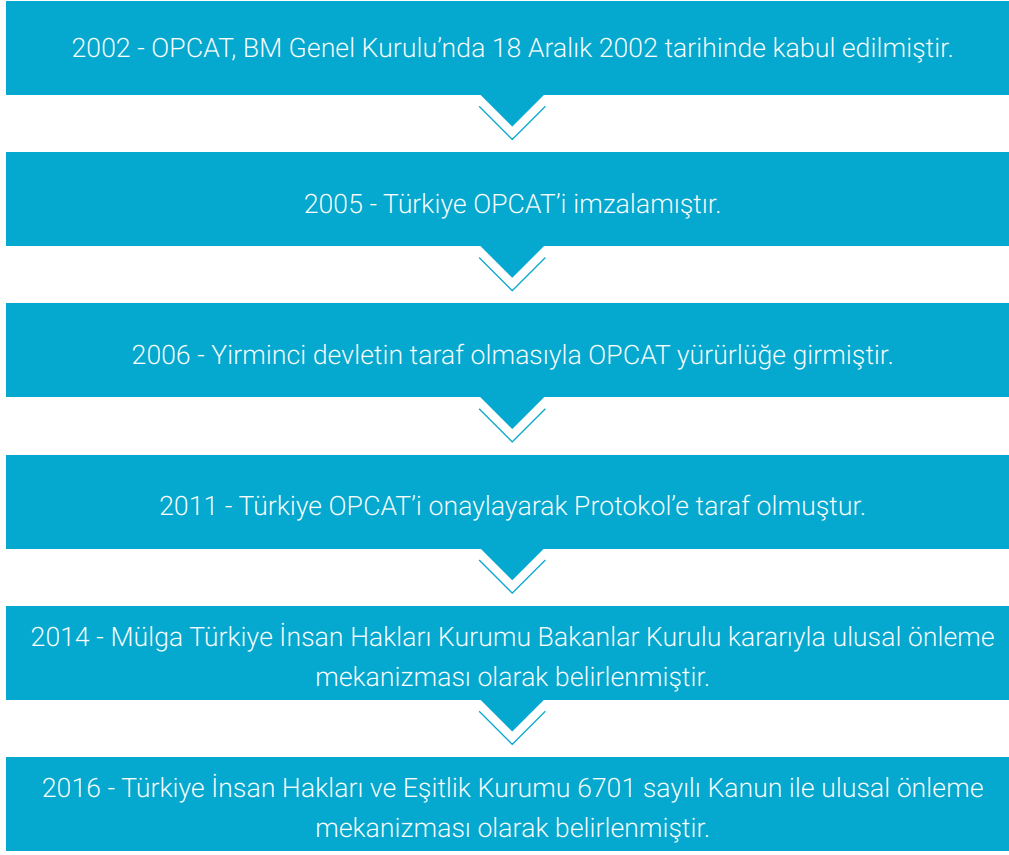 2002 - OPCAT, BM Genel Kurulu’nda 18 Aralık 2002 tarihinde kabul edilmiştir.
2005 - Türkiye OPCAT’i imzalamıştır.
2006 - Yirminci devletin taraf olmasıyla OPCAT yürürlüğe girmiştir.
2011 - Türkiye OPCAT’i onaylayarak Protokol’e taraf olmuştur.
2014 - Mülga Türkiye İnsan Hakları Kurumu Bakanlar Kurulu kararıyla ulusal önleme
mekanizması olarak belirlenmiştir.
2016 - Türkiye İnsan Hakları ve Eşitlik Kurumu 6701 sayılı Kanun ile ulusal önleme
mekanizması olarak belirlenmiştir.